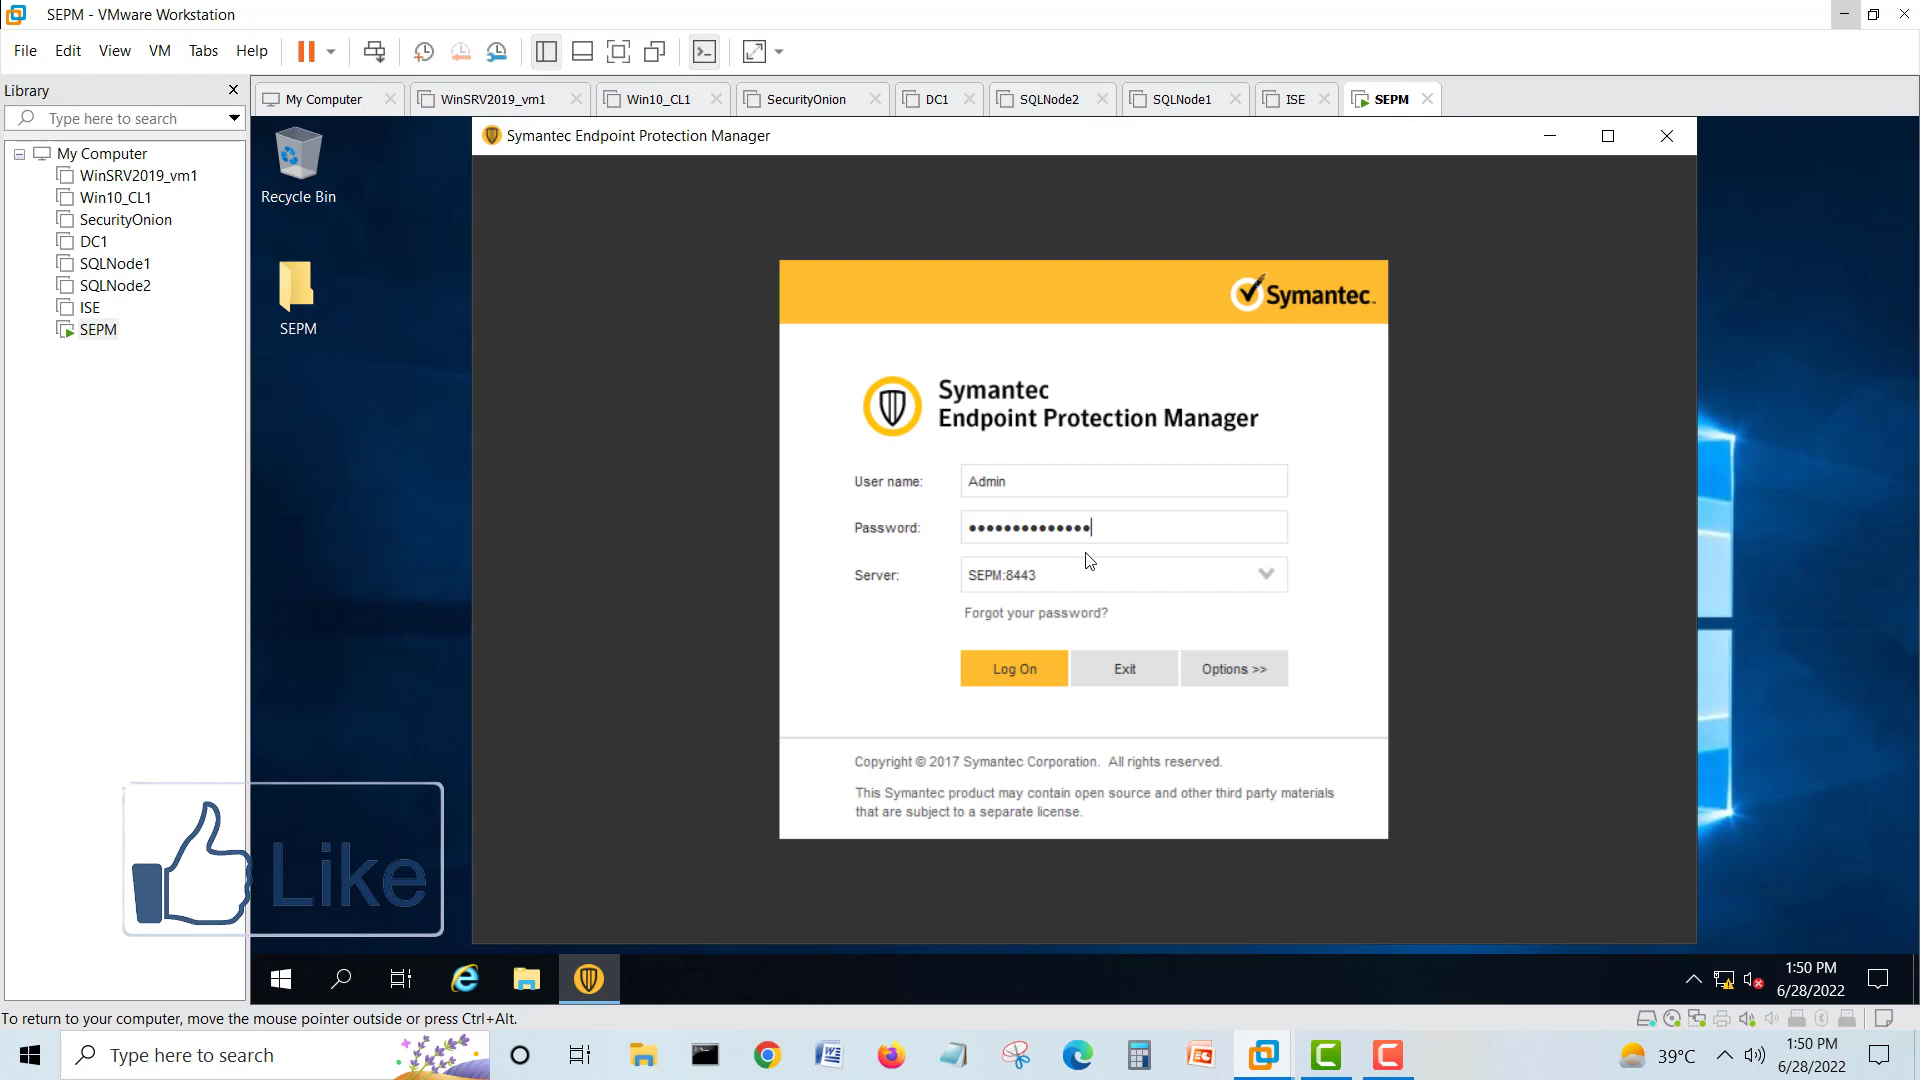 SEPM - VMware Workstation
File Edit View VM Tabs Help
Library
Type here to search
My Computer
WinSRV2019_vm1
Win10_CL1
SecurityOnion
DC1
SQLNode1
SQLNode2
ISE
SEPM
My Computer WinSRV2019_vm1 Win10_CL1 SecurityOnion DC1 SQLNode2 SQLNode1 ISE SEPM
Recycle Bin
SEPM
Symantec Endpoint Protection Manager
Symantec.
Symantec
Endpoint Protection Manager
User name: Admin
Password: ••••••••••••••
Server: SEPM:8443
Forgot your password?
Log On Exit Options >>
Copyright © 2017 Symantec Corporation. All rights reserved.
This Symantec product may contain open source and other third party materials
that are subject to a separate license.
Like
1:50 PM
6/28/2022
To return to your computer, move the mouse pointer outside or press Ctrl+Alt.
Type here to search
39°C
1:50 PM
6/28/2022